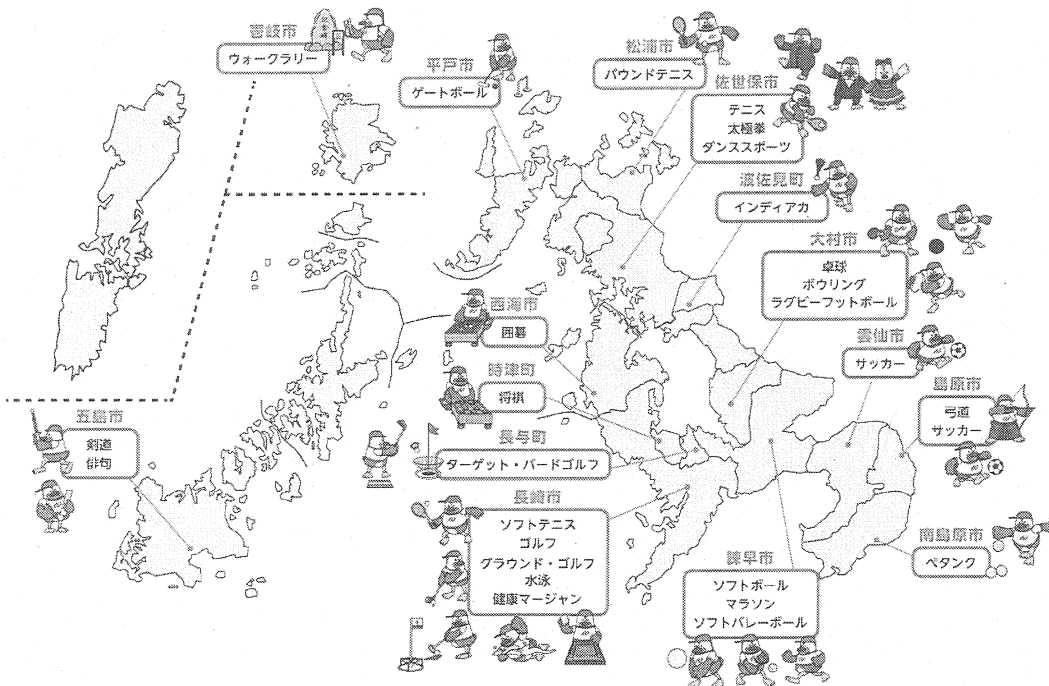 壱岐市
ウォークラリー
平戸市
ゲートボール
松浦市
バウンドテニス
佐世保市
テニス
太極拳
ダンススポーツ
波佐見町
インディアカ
大村市
卓球
ボウリング
ラグビーフットボール
西海市
囲碁
雲仙市
サッカー
時津町
将棋
島原市
弓道
サッカー
五島市
剣道
俳句
長与町
ターゲット・バードゴルフ
長崎市
ソフトテニス
ゴルフ
グラウンド・ゴルフ
水泳
健康マージャン
諫早市
ソフトボール
マラソン
ソフトバレーボール
南島原市
ペタンク